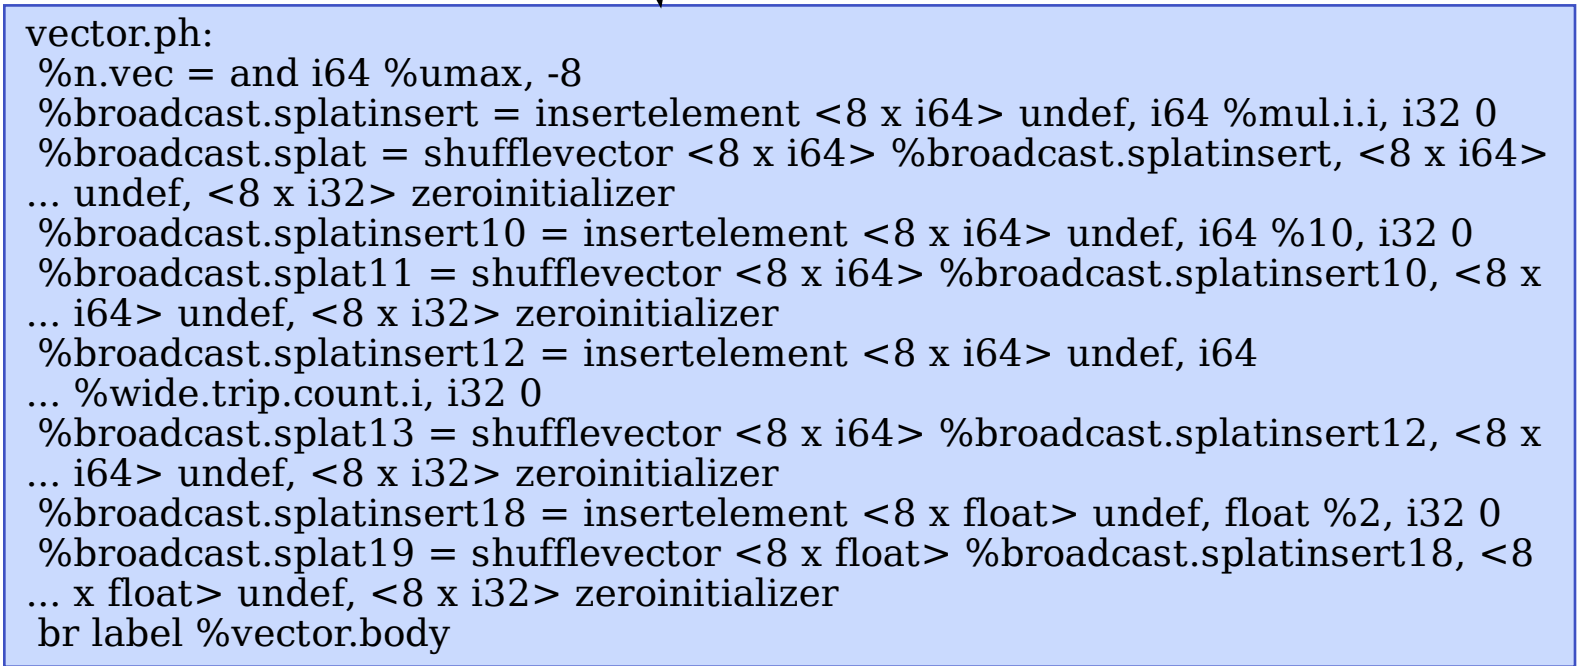 vector.ph:
%n.vec = and i64 %umax, -8
%broadcast.splatinsert = insertelement <8 x i64> undef, i64 %mul.i.i, i32 0
%broadcast.splat = shufflevector <8 x i64> %broadcast.splatinsert, <8 x i64>
... undef, <8 x i32> zeroinitializer
%broadcast.splatinsert10 = insertelement <8 x i64> undef, i64 %10, i32 0
%broadcast.splat11 = shufflevector <8 x i64> %broadcast.splatinsert10, <8 x
... i64> undef, <8 x i32> zeroinitializer
%broadcast.splatinsert12 = insertelement <8 x i64> undef, i64
... %wide.trip.count.i, i32 0
%broadcast.splat13 = shufflevector <8 x i64> %broadcast.splatinsert12, <8 x
... i64> undef, <8 x i32> zeroinitializer
%broadcast.splatinsert18 = insertelement <8 x float> undef, float %2, i32 0
%broadcast.splat19 = shufflevector <8 x float> %broadcast.splatinsert18, <8
... x float> undef, <8 x i32> zeroinitializer
br label %vector.body